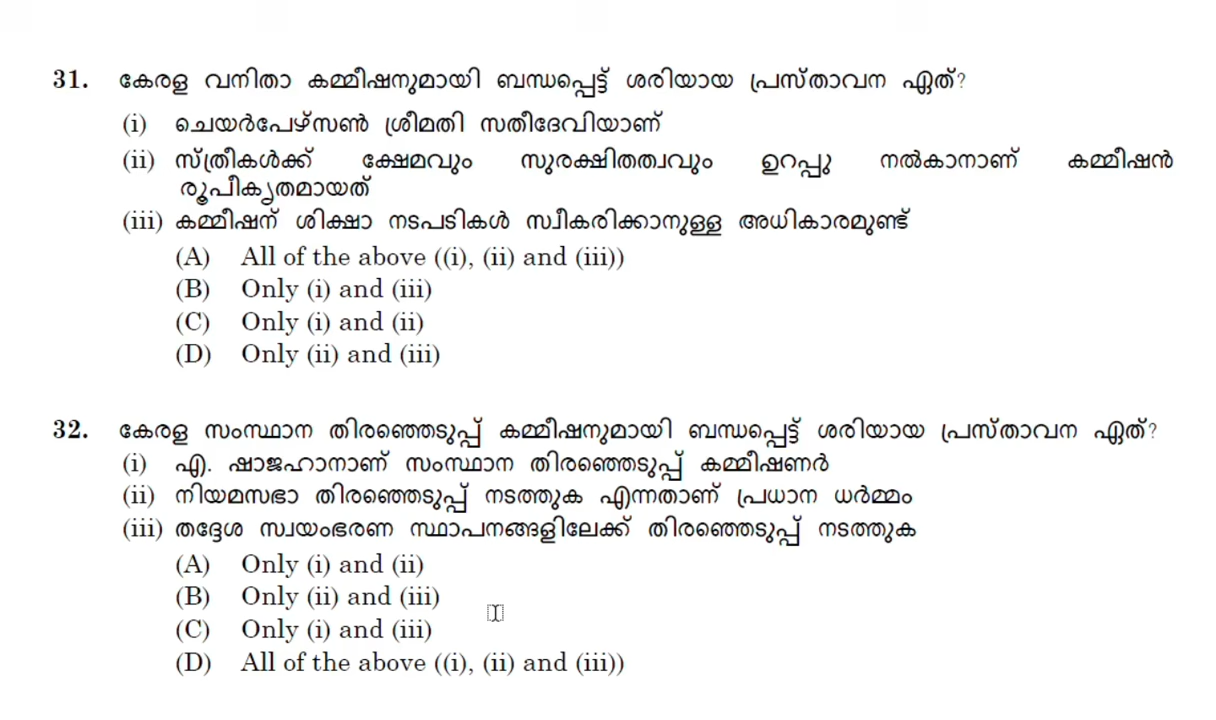 31. കേരള വനിതാ കമ്മീഷനുമായി ബന്ധപ്പെട്ട് ശരിയായ പ്രസ്താവന ഏത്?
(i) ചെയർപേഴ്സൺ ശ്രീമതി സതീദേവിയാണ്
(ii) സ്ത്രീകൾക്ക് ക്ഷേമവും സുരക്ഷിതത്വവും ഉറപ്പു നൽകാനാണ് കമ്മീഷൻ
രൂപീകൃതമായത്
(iii) കമ്മീഷന് ശിക്ഷാ നടപടികൾ സ്വീകരിക്കാനുള്ള അധികാരമുണ്ട്
(A) All of the above ((i), (ii) and (iii))
(B) Only (i) and (iii)
(C) Only (i) and (ii)
(D) Only (ii) and (iii)
32. കേരള സംസ്ഥാന തിരഞ്ഞെടുപ്പ് കമ്മീഷനുമായി ബന്ധപ്പെട്ട് ശരിയായ പ്രസ്താവന ഏത്?
(i) എ. ഷാജഹാനാണ് സംസ്ഥാന തിരഞ്ഞെടുപ്പ് കമ്മീഷണർ
(ii) നിയമസഭാ തിരഞ്ഞെടുപ്പ് നടത്തുക എന്നതാണ് പ്രധാന ധർമ്മം
(iii) തദ്ദേശ സ്വയംഭരണ സ്ഥാപനങ്ങളിലേക്ക് തിരഞ്ഞെടുപ്പ് നടത്തുക
(A) Only (i) and (ii)
(B) Only (ii) and (iii)
(C) Only (i) and (iii)
(D) All of the above ((i), (ii) and (iii))